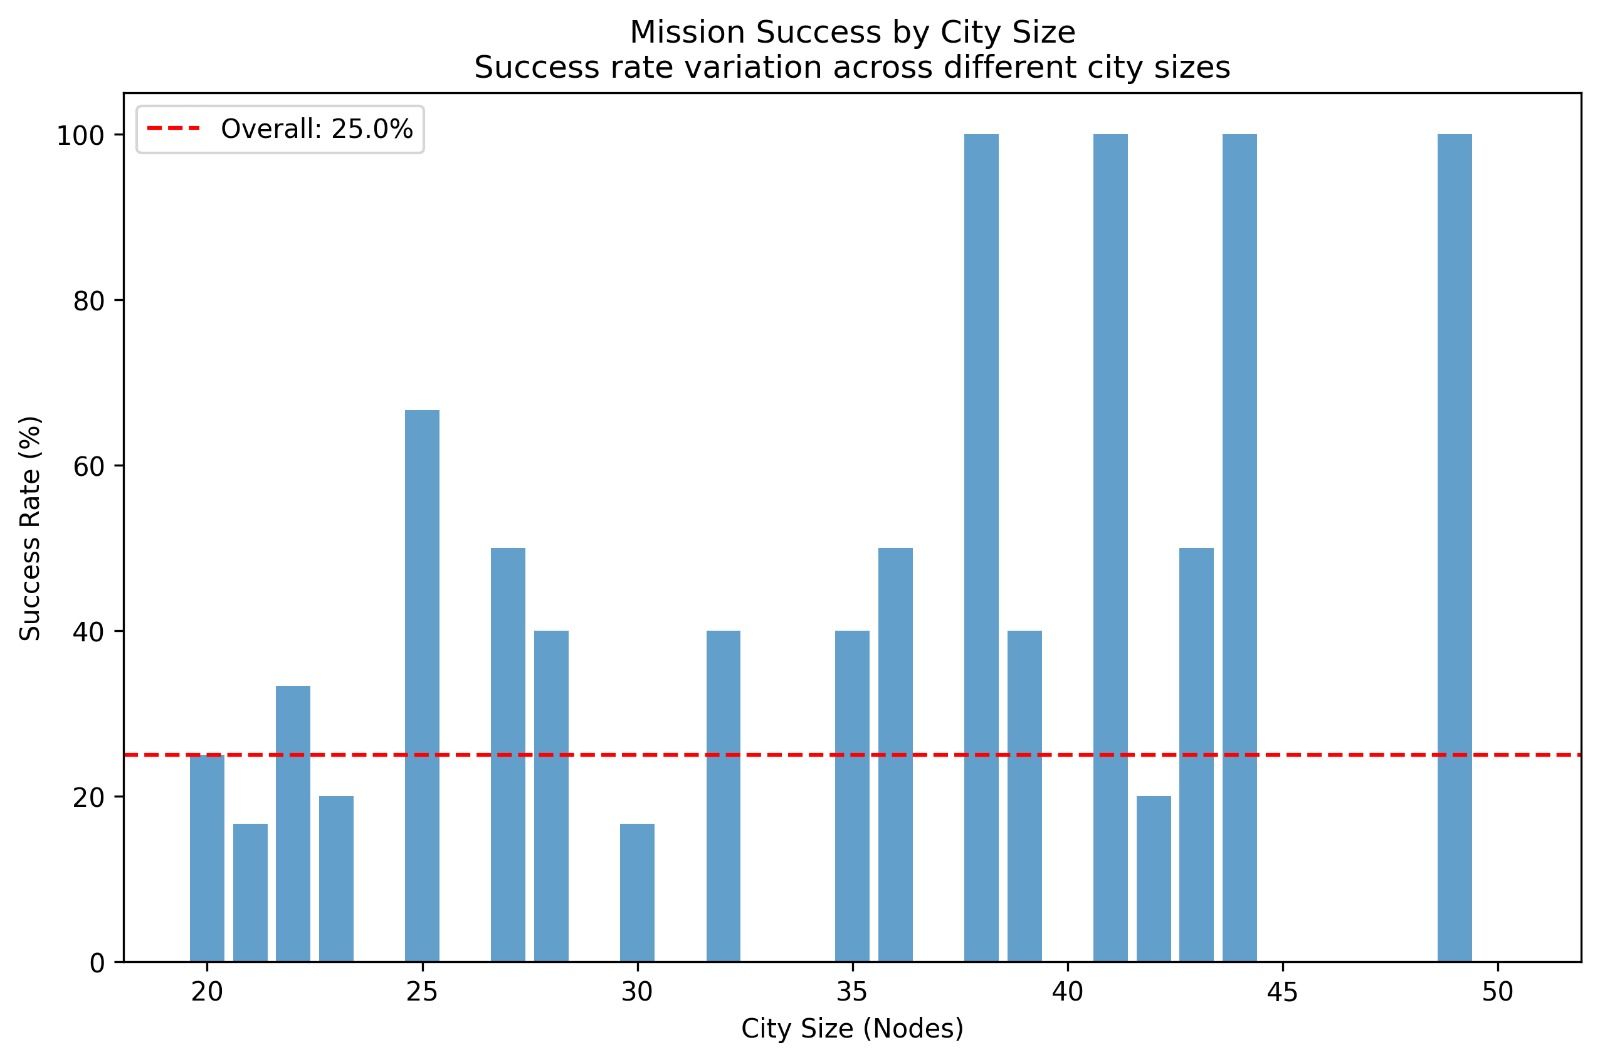 Mission Success by City Size
Success rate variation across different city sizes
Overall: 25.0%
Success Rate (%)
100
80
60
40
20
0
20 25 30 35 40 45 50
City Size (Nodes)